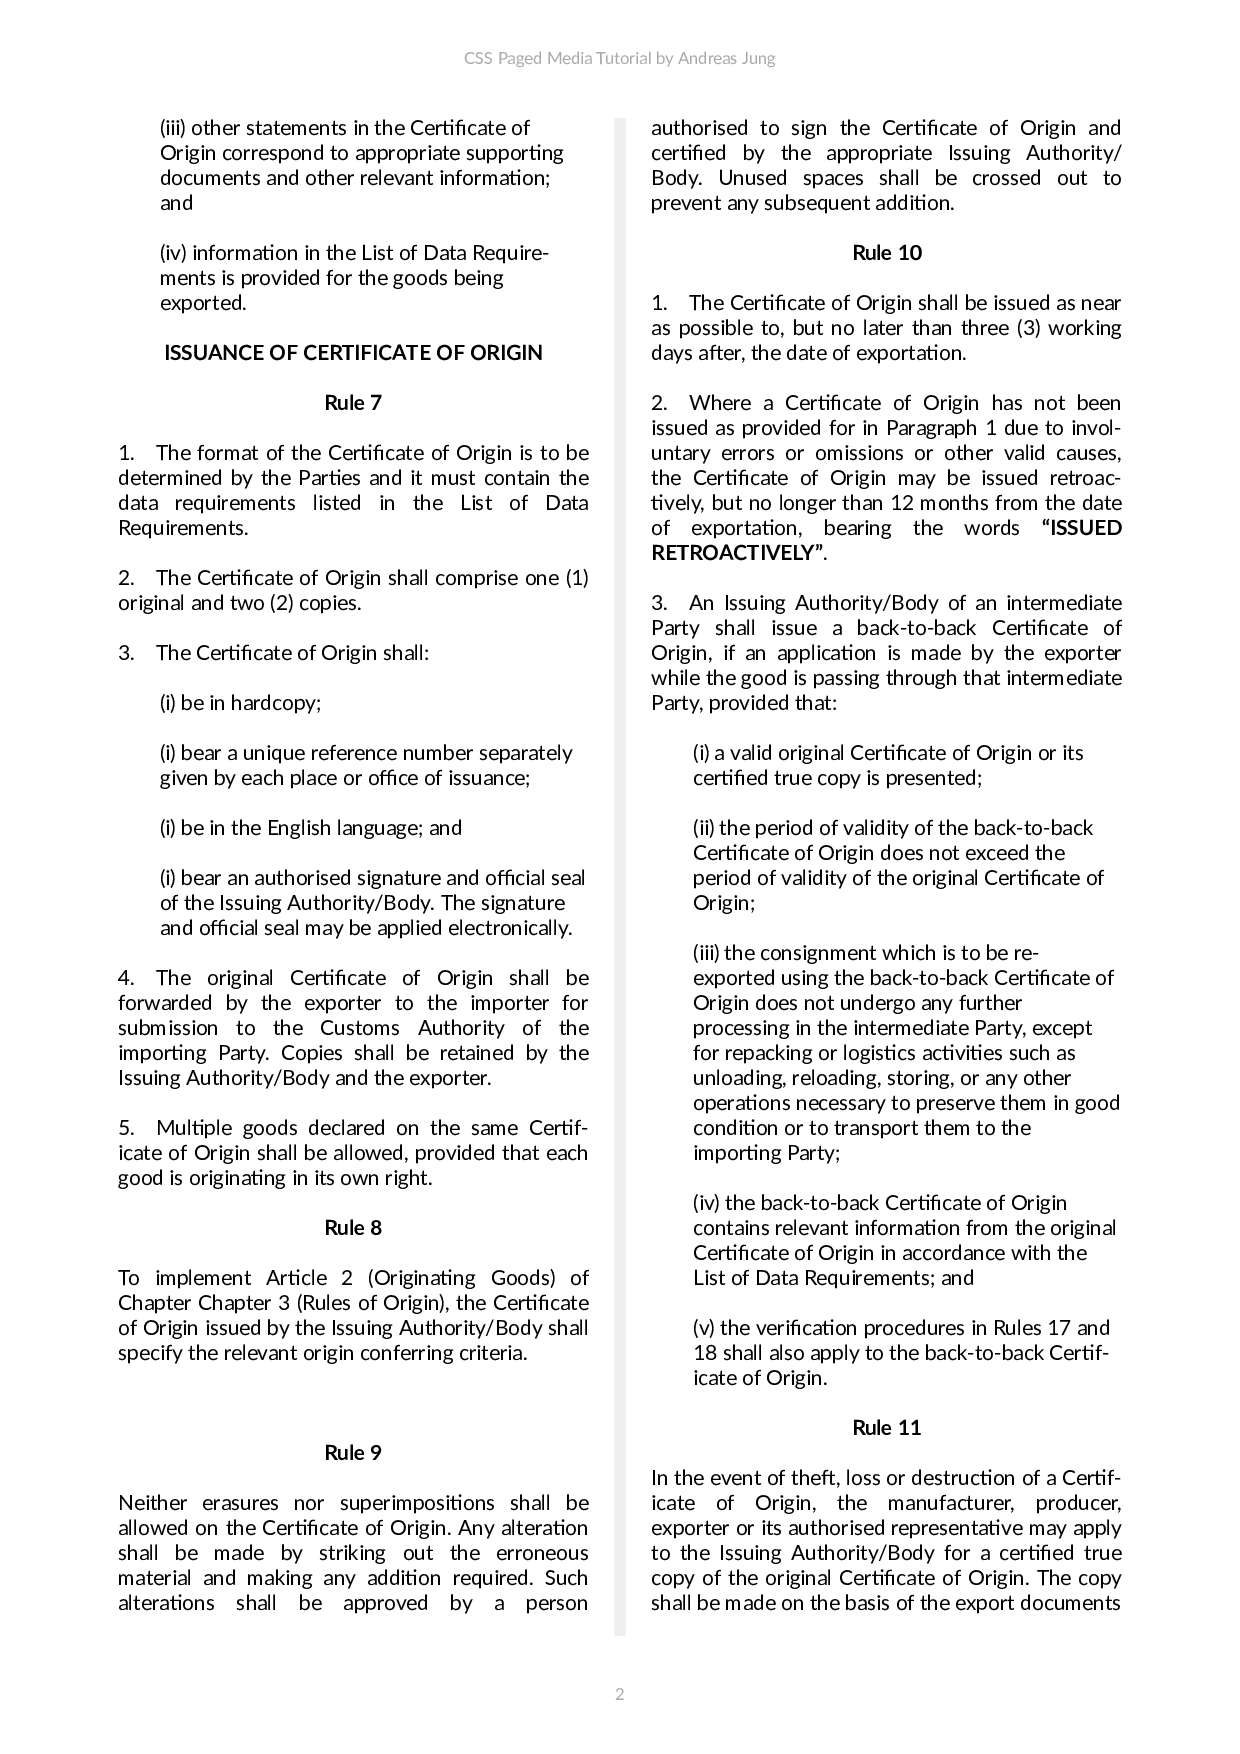 CSS Paged Media Tutorial by Andreas Jung
(iii) other statements in the Certificate of
Origin correspond to appropriate supporting
documents and other relevant information;
and
(iv) information in the List of Data Require-
ments is provided for the goods being
exported.
ISSUANCE OF CERTIFICATE OF ORIGIN
Rule 7
1. The format of the Certificate of Origin is to be
determined by the Parties and it must contain the
data requirements listed in the List of Data
Requirements.
2. The Certificate of Origin shall comprise one (1)
original and two (2) copies.
3. The Certificate of Origin shall:
(i) be in hardcopy;
(i) bear a unique reference number separately
given by each place or office of issuance;
(i) be in the English language; and
(i) bear an authorised signature and official seal
of the Issuing Authority/Body. The signature
and official seal may be applied electronically.
4. The original Certificate of Origin shall be
forwarded by the exporter to the importer for
submission to the Customs Authority of the
importing Party. Copies shall be retained by the
Issuing Authority/Body and the exporter.
5. Multiple goods declared on the same Certif-
icate of Origin shall be allowed, provided that each
good is originating in its own right.
Rule 8
To implement Article 2 (Originating Goods) of
Chapter Chapter 3 (Rules of Origin), the Certificate
of Origin issued by the Issuing Authority/Body shall
specify the relevant origin conferring criteria.
Rule 9
Neither erasures nor superimpositions shall be
allowed on the Certificate of Origin. Any alteration
shall be made by striking out the erroneous
material and making any addition required. Such
alterations shall be approved by a person
authorised to sign the Certificate of Origin and
certified by the appropriate Issuing Authority/
Body. Unused spaces shall be crossed out to
prevent any subsequent addition.
Rule 10
1. The Certificate of Origin shall be issued as near
as possible to, but no later than three (3) working
days after, the date of exportation.
2. Where a Certificate of Origin has not been
issued as provided for in Paragraph 1 due to invol-
untary errors or omissions or other valid causes,
the Certificate of Origin may be issued retroac-
tively, but no longer than 12 months from the date
of exportation, bearing the words “ISSUED
RETROACTIVELY”.
3. An Issuing Authority/Body of an intermediate
Party shall issue a back-to-back Certificate of
Origin, if an application is made by the exporter
while the good is passing through that intermediate
Party, provided that:
(i) a valid original Certificate of Origin or its
certified true copy is presented;
(ii) the period of validity of the back-to-back
Certificate of Origin does not exceed the
period of validity of the original Certificate of
Origin;
(iii) the consignment which is to be re-
exported using the back-to-back Certificate of
Origin does not undergo any further
processing in the intermediate Party, except
for repacking or logistics activities such as
unloading, reloading, storing, or any other
operations necessary to preserve them in good
condition or to transport them to the
importing Party;
(iv) the back-to-back Certificate of Origin
contains relevant information from the original
Certificate of Origin in accordance with the
List of Data Requirements; and
(v) the verification procedures in Rules 17 and
18 shall also apply to the back-to-back Certif-
icate of Origin.
Rule 11
In the event of theft, loss or destruction of a Certif-
icate of Origin, the manufacturer, producer,
exporter or its authorised representative may apply
to the Issuing Authority/Body for a certified true
copy of the original Certificate of Origin. The copy
shall be made on the basis of the export documents
2